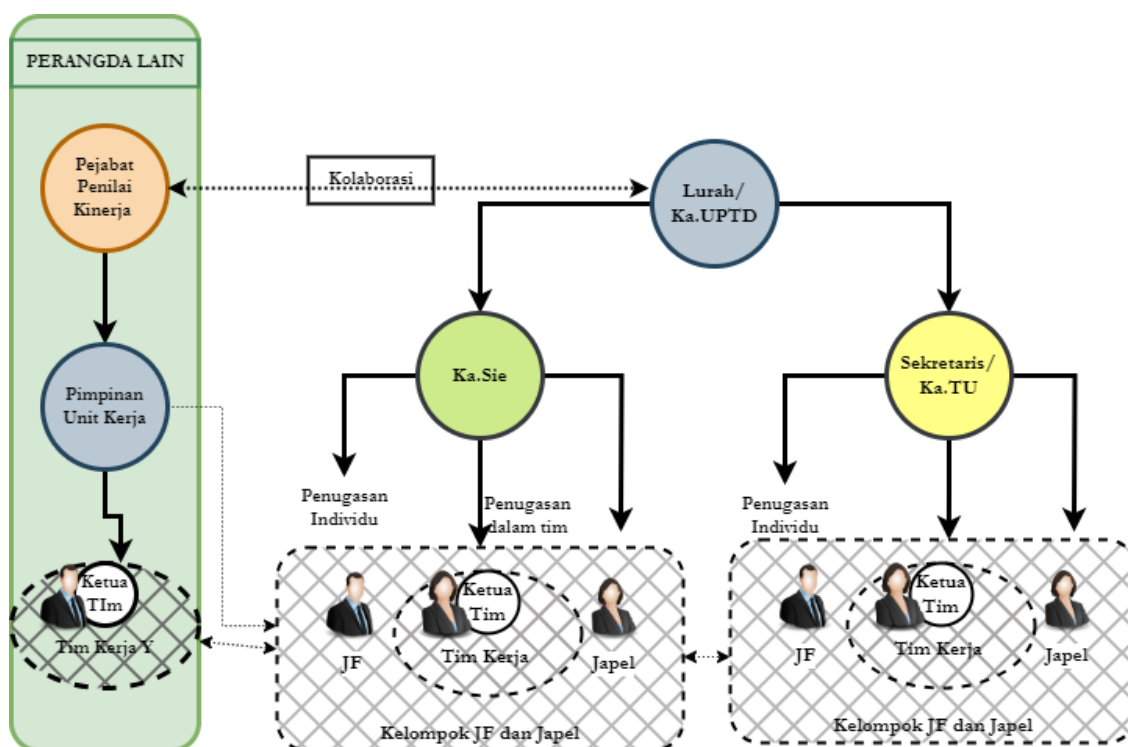 PERANGDA LAIN
Pejabat
Penilai
Kinerja
Kolaborasi
Lurah/
Ka.UPTD
Pimpinan
Unit Kerja
Ka.Sie
Sekretaris/
Ka.TU
Penugasan
Individu
Penugasan
dalam tim
Penugasan
Individu
Ketua
TIm
Tim Kerja Y
JF
Ketua
Tim
Tim Kerja
Japel
Kelompok JF dan Japel
JF
Ketua
Tim
Tim Kerja
Japel
Kelompok JF dan Japel